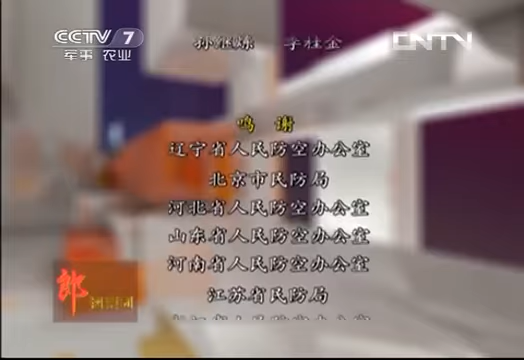 CCTV 7
军事 农业
CNTV
孙继炼 李桂金
鸣 谢
辽宁省人民防空办公室
北京市民防局
河北省人民防空办公室
山东省人民防空办公室
河南省人民防空办公室
江苏省民防局
郎